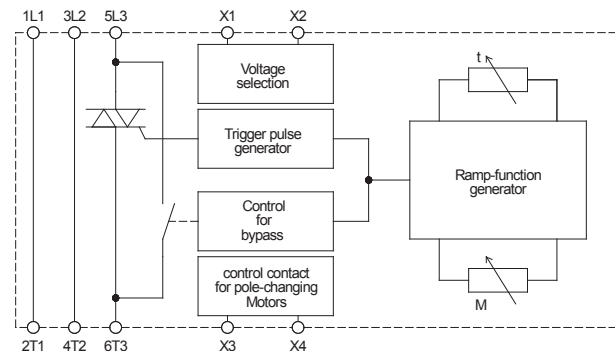 1L1 3L2 5L3 X1 X2
Voltage
selection
t
Trigger pulse
generator
Ramp-function
generator
Control
for
bypass
control contact
for pole-changing
Motors
M
2T1 4T2 6T3 X3 X4